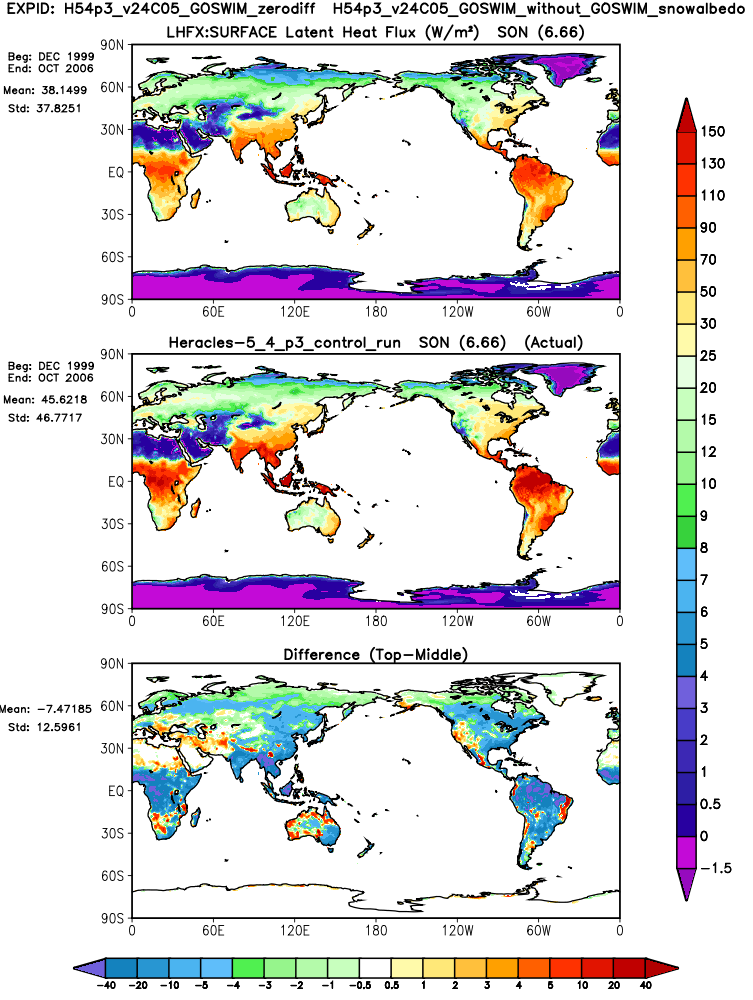 EXPID: H54p3_v24C05_GOSWIM_zerodiff H54p3_v24C05_GOSWIM_without_GOSWIM_snowalbedo
LHFX:SURFACE Latent Heat Flux (W/m²) SON (6.66)
Beg: DEC 1999
End: OCT 2006
Mean: 38.1499
Std: 37.8251
90N
60N
30N
EQ
30S
60S
90S
0 60E 120E 180 120W 60W 0
Heracles-5_4_p3_control_run SON (6.66) (Actual)
Beg: DEC 1999
End: OCT 2006
Mean: 45.6218
Std: 46.7717
90N
60N
30N
EQ
30S
60S
90S
0 60E 120E 180 120W 60W 0
Difference (Top-Middle)
Mean: -7.47185
Std: 12.5961
90N
60N
30N
EQ
30S
60S
90S
0 60E 120E 180 120W 60W 0
150
130
110
90
70
50
30
25
20
15
12
10
9
8
7
6
5
4
3
2
1
0.5
0
-1.5
-40 -20 -10 -5 -4 -3 -2 -1 -0.5 0.5 1 2 3 4 5 10 20 40